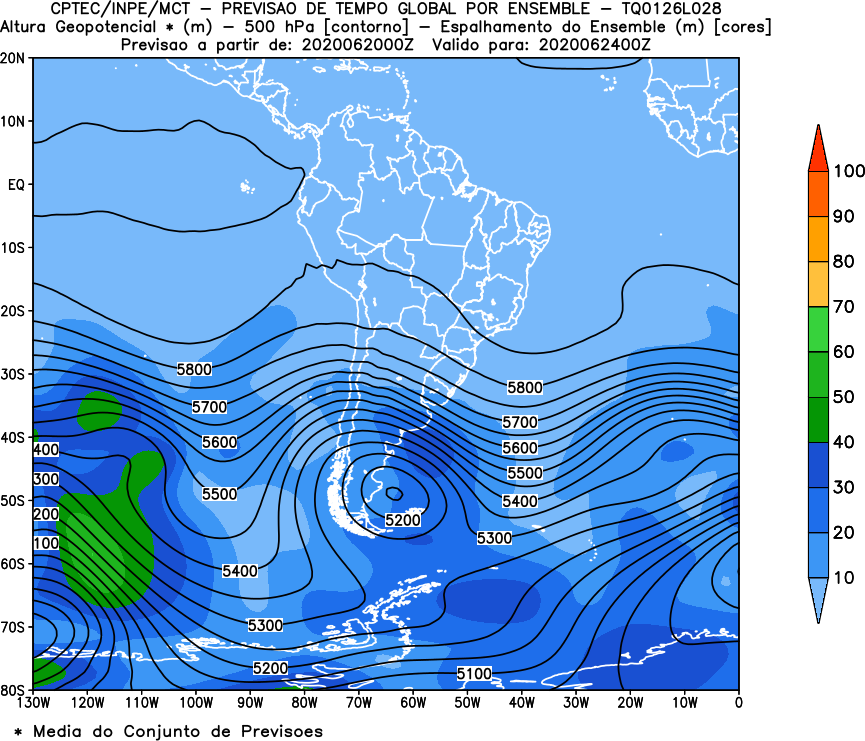 CPTEC/INPE/MCT – PREVISAO DE TEMPO GLOBAL POR ENSEMBLE – TQ0126L028
Altura Geopotencial * (m) – 500 hPa [contorno] – Espalhamento do Ensemble (m) [cores]
Previsao a partir de: 2020062000Z Valido para: 2020062400Z
20N
10N
EQ
10S
20S
30S
40S
50S
60S
70S
80S
5800
5700
5600
5500
5400
5300
5200
5200
5800
5700
5600
5500
5400
5300
5100
400
300
200
100
130W 120W 110W 100W 90W 80W 70W 60W 50W 40W 30W 20W 10W 0
100
90
80
70
60
50
40
30
20
10
* Media do Conjunto de Previsoes